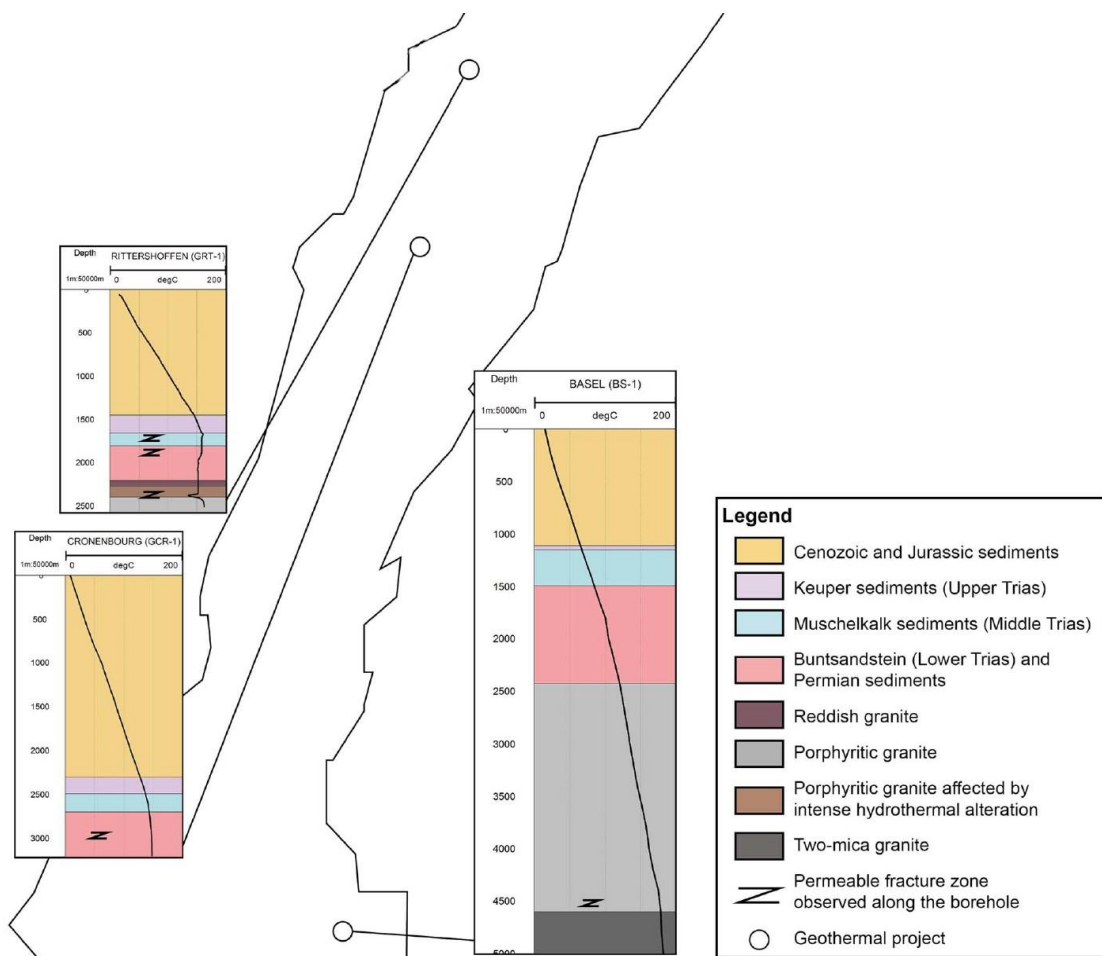 Depth
RITTERSHOFFEN (GRT-1)
1m:50000m
0 degC 200
0
500
1000
1500
2000
2500
Depth
CRONENBOURG (GCR-1)
1m:50000m
0 degC 200
0
500
1000
1500
2000
2500
3000
Depth
BASEL (BS-1)
1m:50000m
0 degC 200
0
500
1000
1500
2000
2500
3000
3500
4000
4500
5000
Legend
Cenozoic and Jurassic sediments
Keuper sediments (Upper Trias)
Muschelkalk sediments (Middle Trias)
Buntsandstein (Lower Trias) and
Permian sediments
Reddish granite
Porphyritic granite
Porphyritic granite affected by
intense hydrothermal alteration
Two-mica granite
Permeable fracture zone
observed along the borehole
Geothermal project